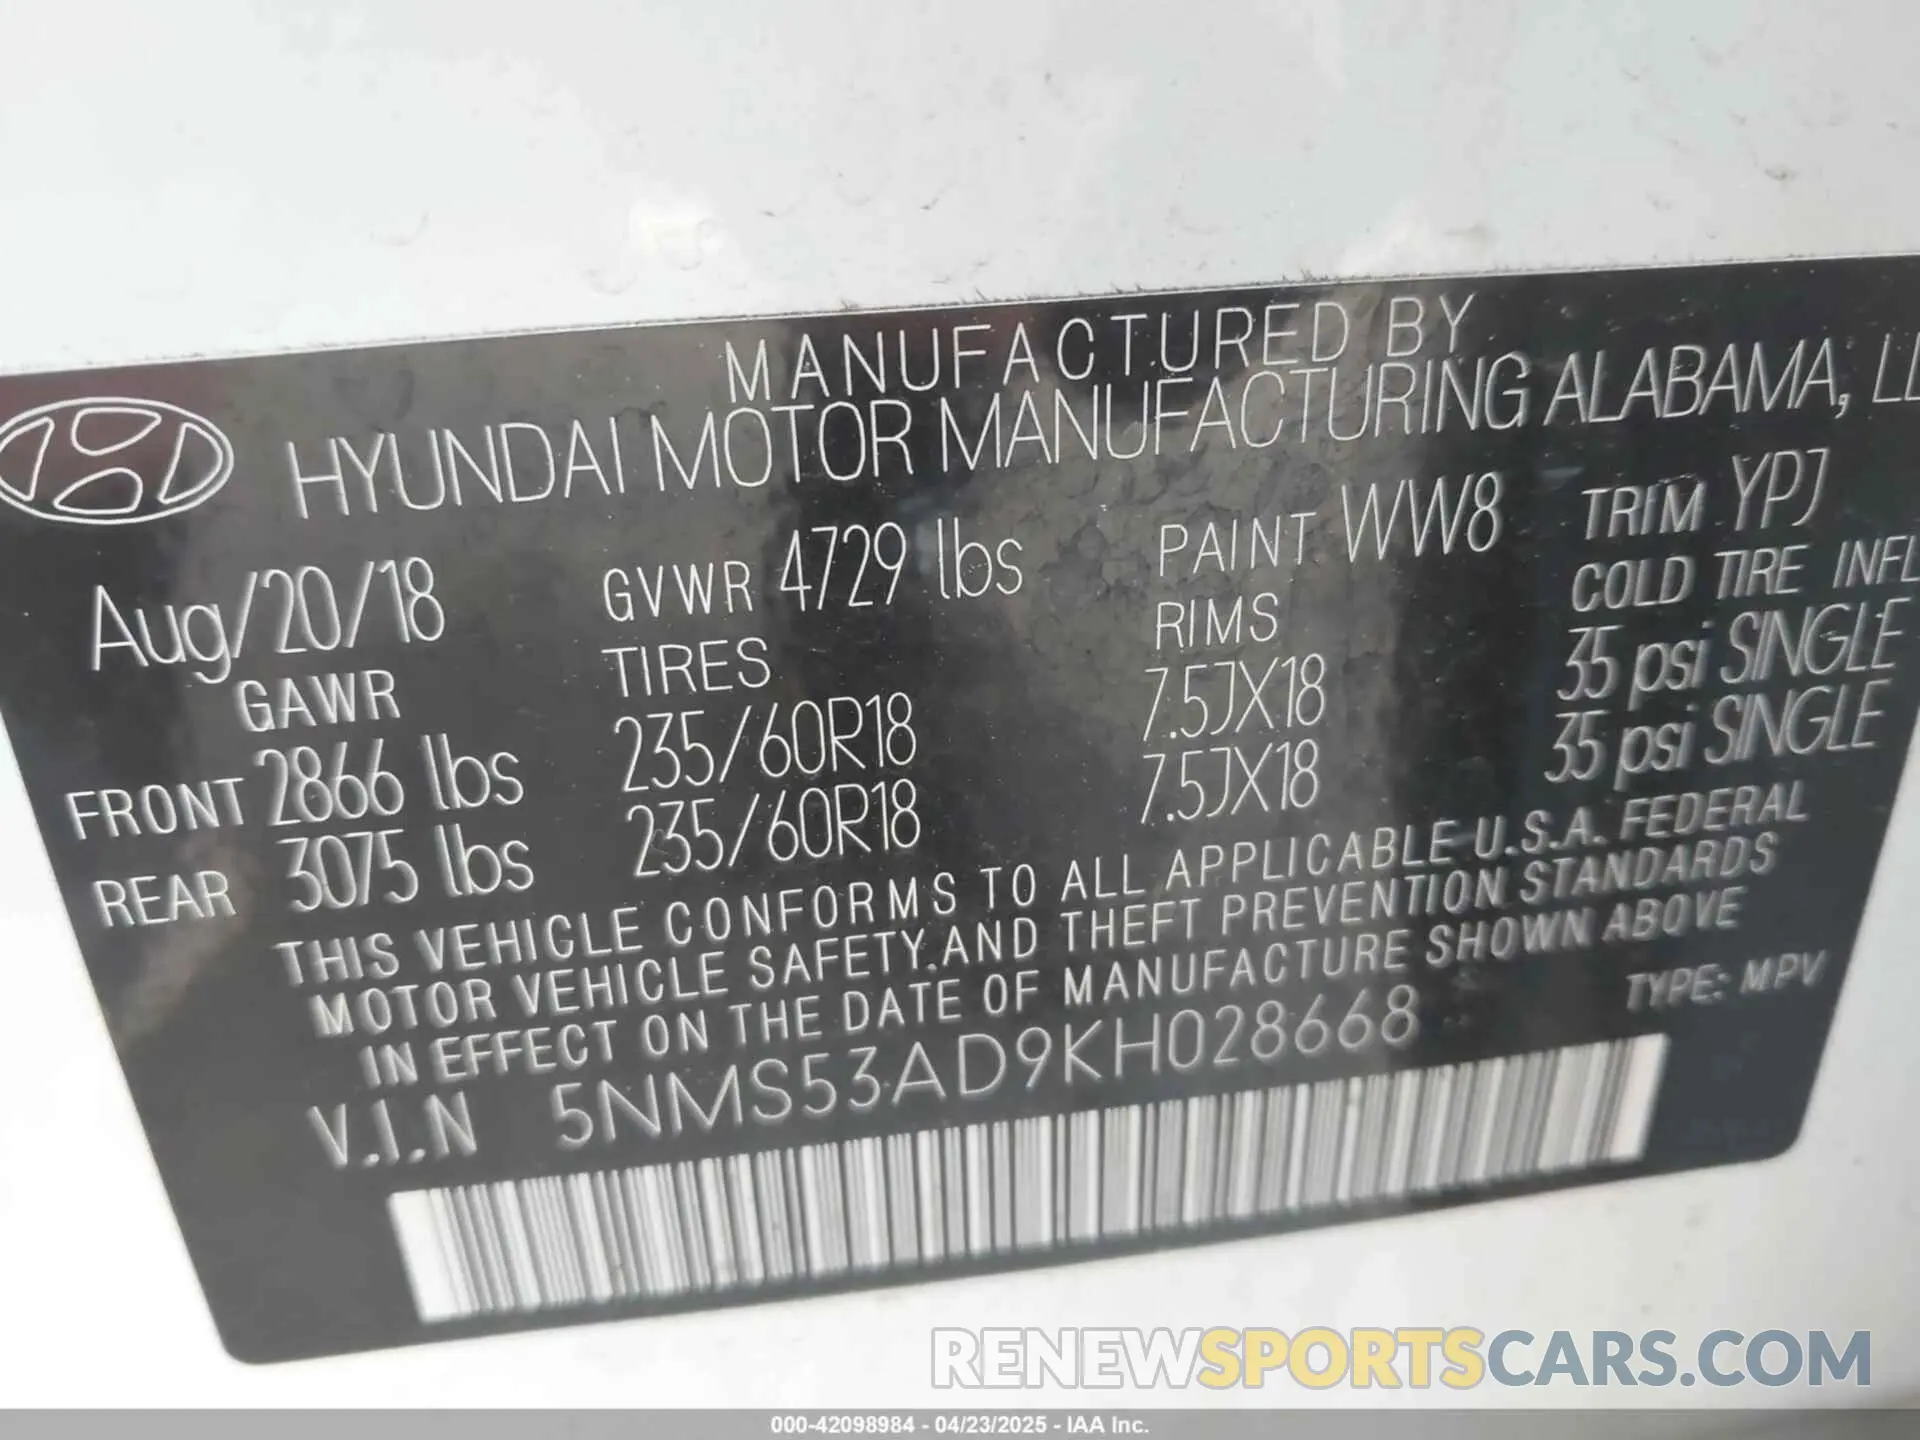 MANUFACTURED BY
HYUNDAI MOTOR MANUFACTURING ALABAMA, LL
Aug/20/18 GVWR 4729 lbs PAINT WW8 TRIM YPJ
GAWR TIRES RIMS COLD TIRE INFL
FRONT 2866 lbs 235/60R18 7.5JX18 35 psi SINGLE
REAR 3075 lbs 235/60R18 7.5JX18 35 psi SINGLE
THIS VEHICLE CONFORMS TO ALL APPLICABLE U.S.A. FEDERAL
MOTOR VEHICLE SAFETY AND THEFT PREVENTION STANDARDS
IN EFFECT ON THE DATE OF MANUFACTURE SHOWN ABOVE
V.I.N 5NMS53AD9KH028668 TYPE: MPV
RENEWSPORTSCARS.COM
000-42098984 - 04/23/2025 - IAA Inc.